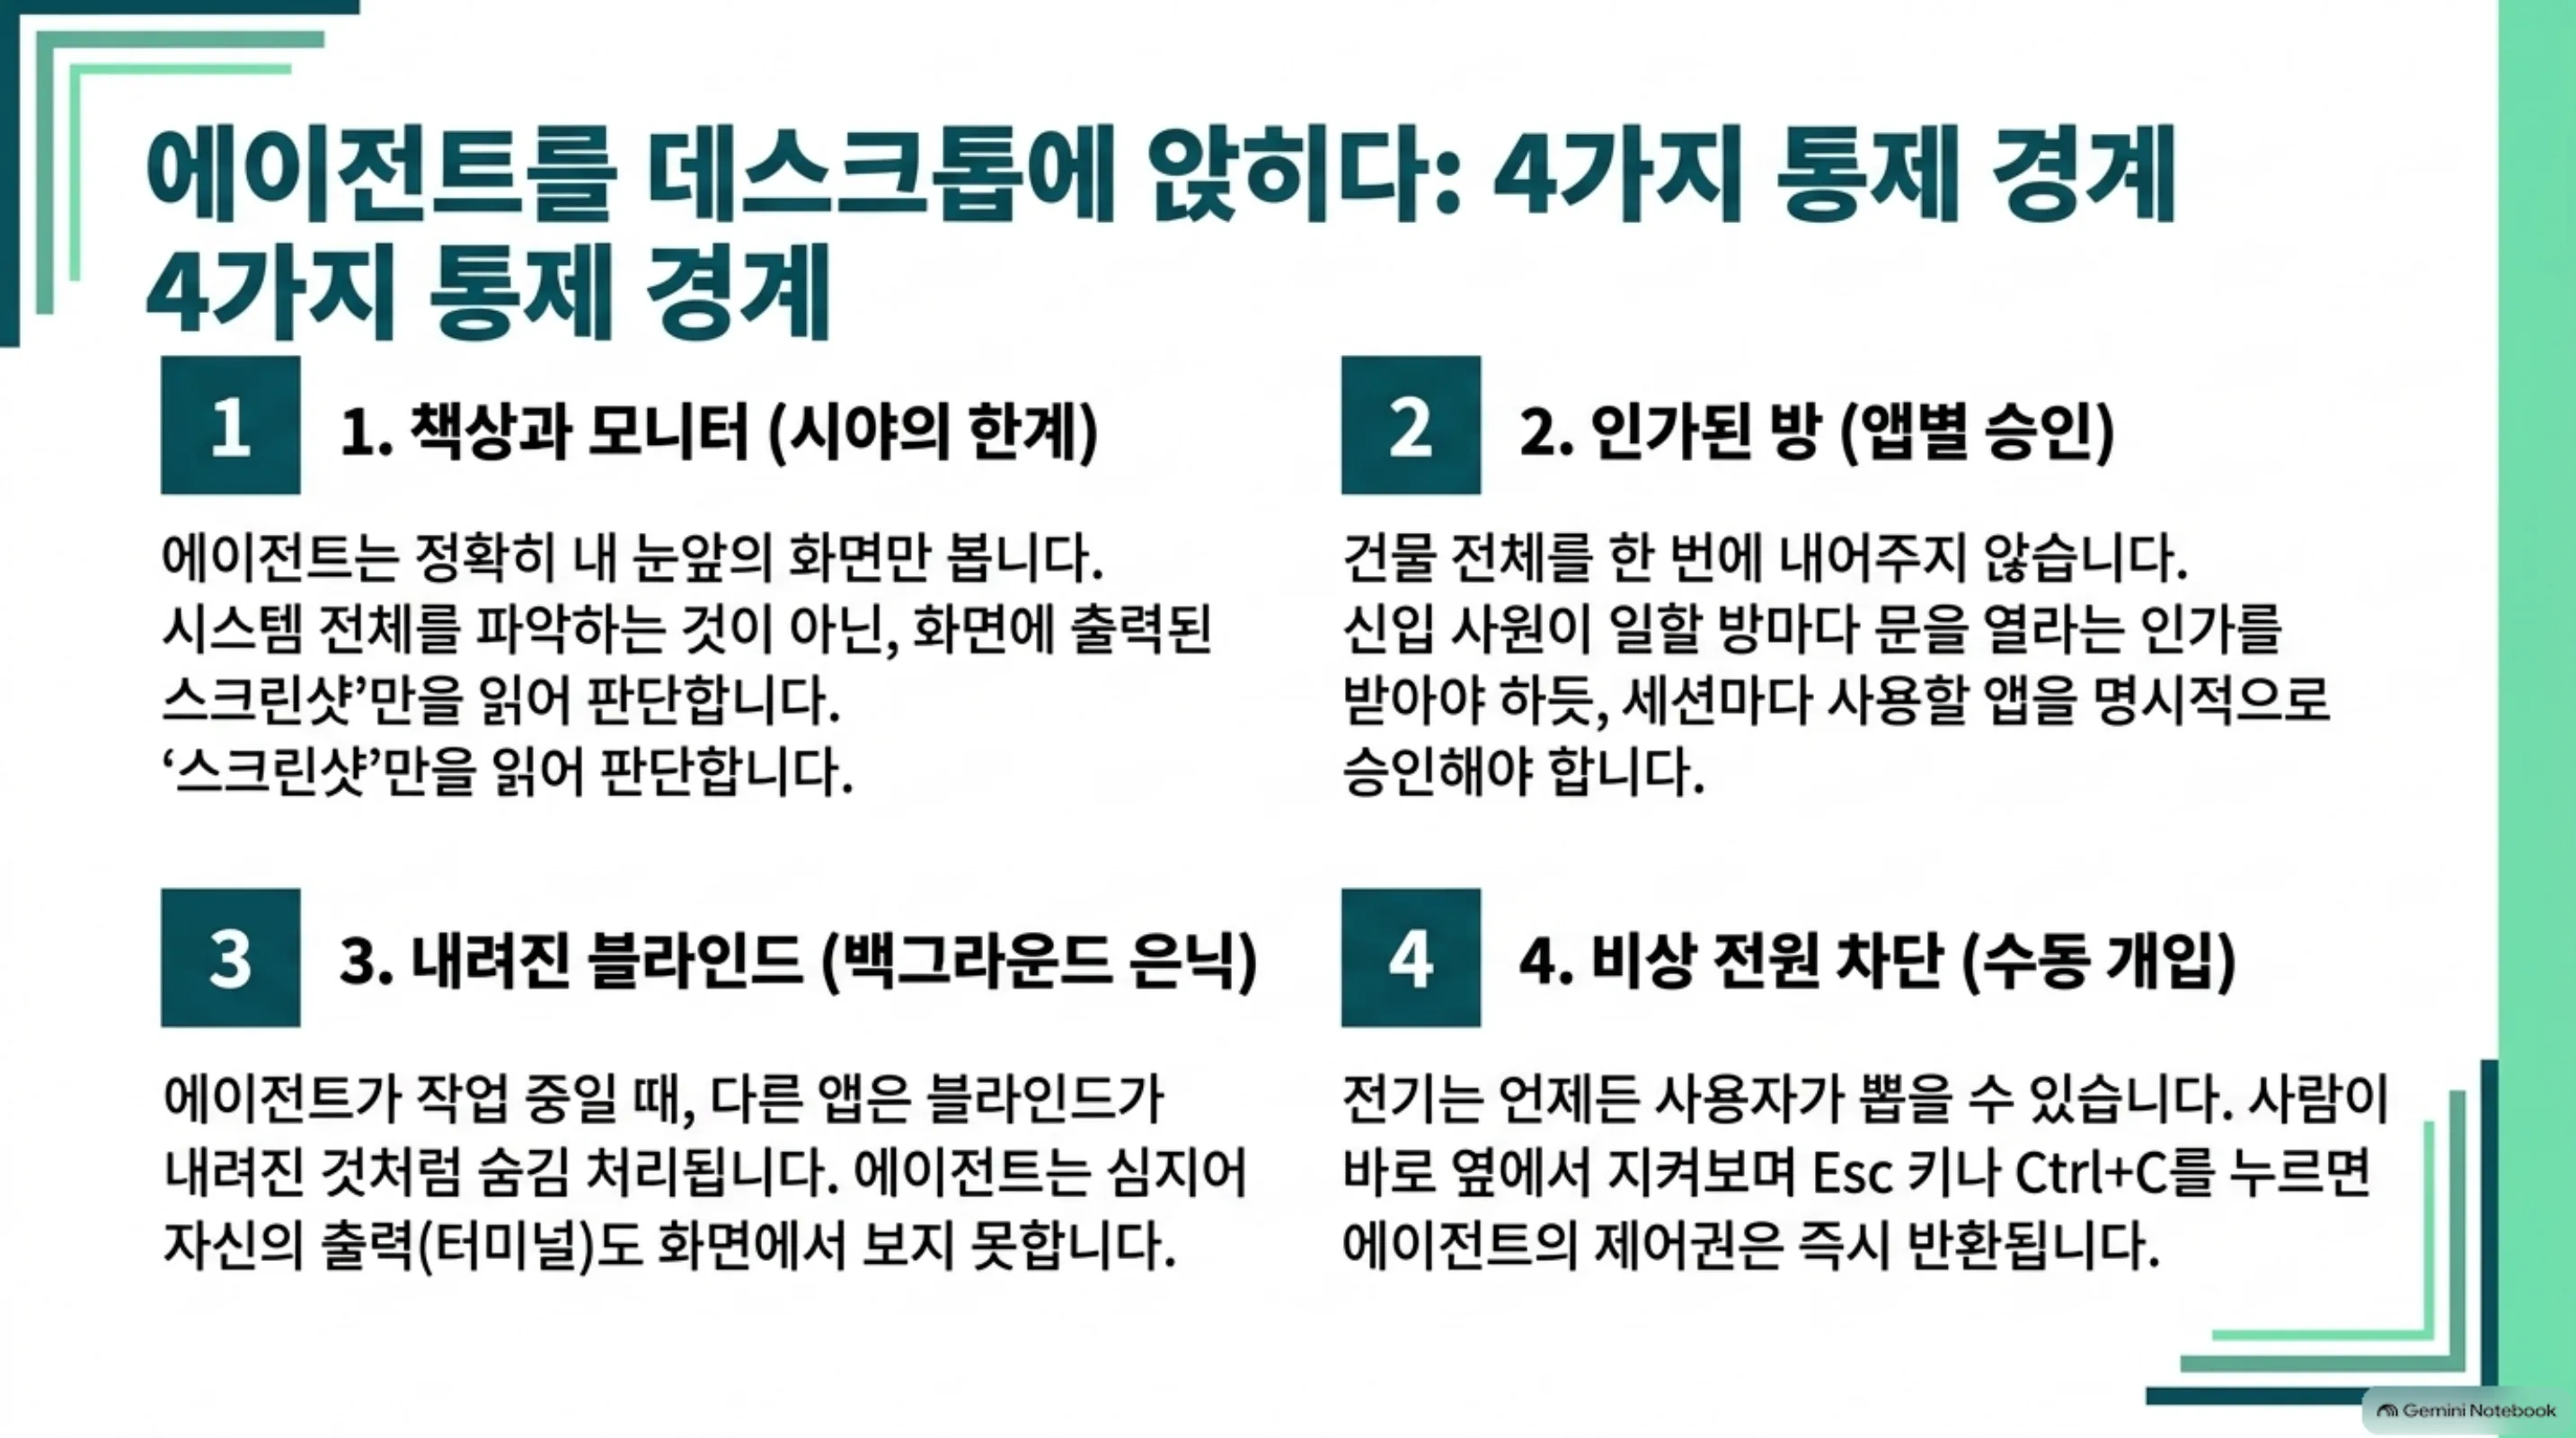 에이전트를 데스크톱에 앉히다: 4가지 통제 경계
4가지 통제 경계
1
1. 책상과 모니터 (시야의 한계)
에이전트는 정확히 내 눈앞의 화면만 봅니다.
시스템 전체를 파악하는 것이 아닌, 화면에 출력된
스크린샷’만을 읽어 판단합니다.
‘스크린샷’만을 읽어 판단합니다.
2
2. 인가된 방 (앱별 승인)
건물 전체를 한 번에 내어주지 않습니다.
신입 사원이 일할 방마다 문을 열라는 인가를
받아야 하듯, 세션마다 사용할 앱을 명시적으로
승인해야 합니다.
3
3. 내려진 블라인드 (백그라운드 은닉)
에이전트가 작업 중일 때, 다른 앱은 블라인드가
내려진 것처럼 숨김 처리됩니다. 에이전트는 심지어
자신의 출력(터미널)도 화면에서 보지 못합니다.
4
4. 비상 전원 차단 (수동 개입)
전기는 언제든 사용자가 뽑을 수 있습니다. 사람이
바로 옆에서 지켜보며 Esc 키나 Ctrl+C를 누르면
에이전트의 제어권은 즉시 반환됩니다.
Gemini Notebook